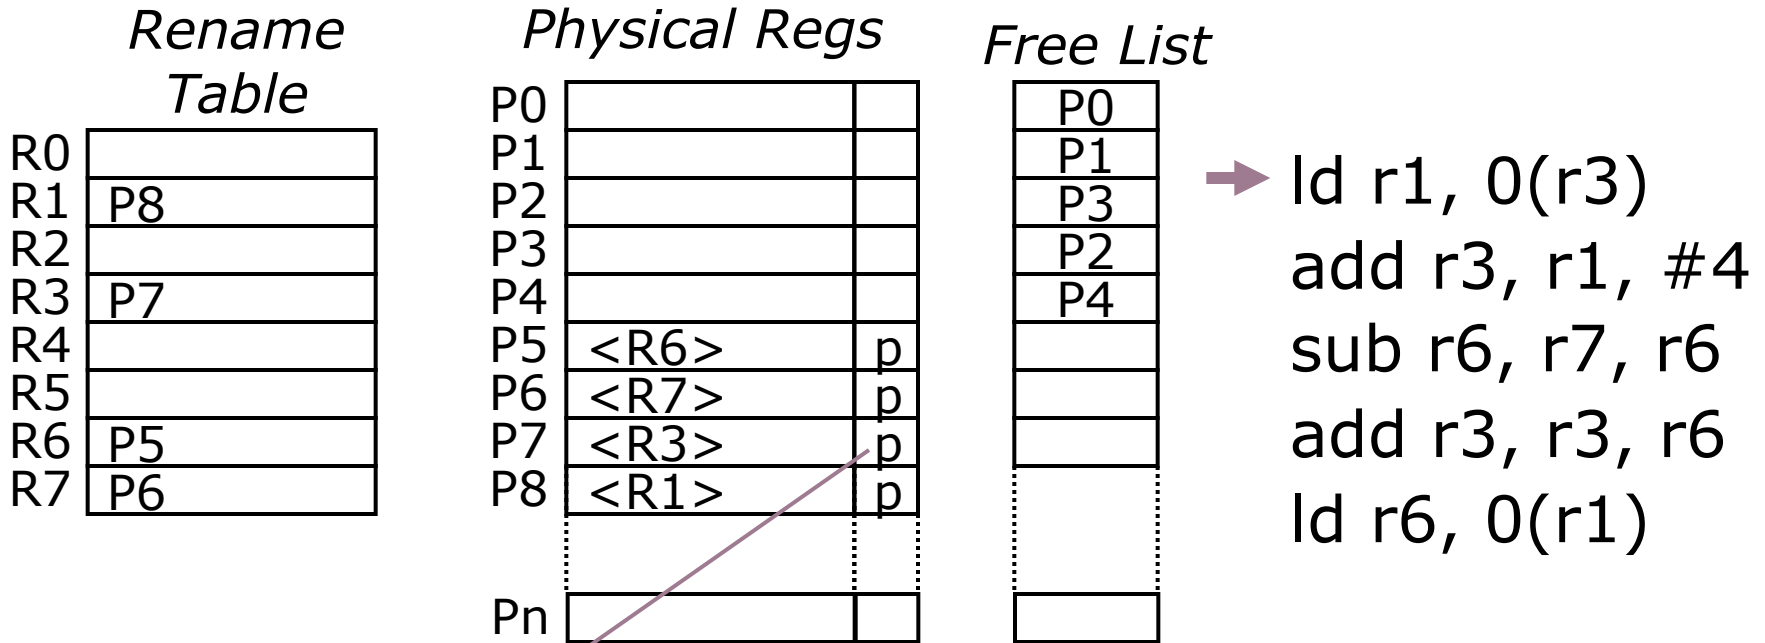 Rename
Table
R0
R1 P8
R2
R3 P7
R4
R5
R6 P5
R7 P6
Physical Regs
P0
P1
P2
P3
P4
P5 <R6> p
P6 <R7> p
P7 <R3> p
P8 <R1> p
Pn
Free List
P0
P1
P3
P2
P4
ld r1, 0(r3)
add r3, r1, #4
sub r6, r7, r6
add r3, r3, r6
ld r6, 0(r1)